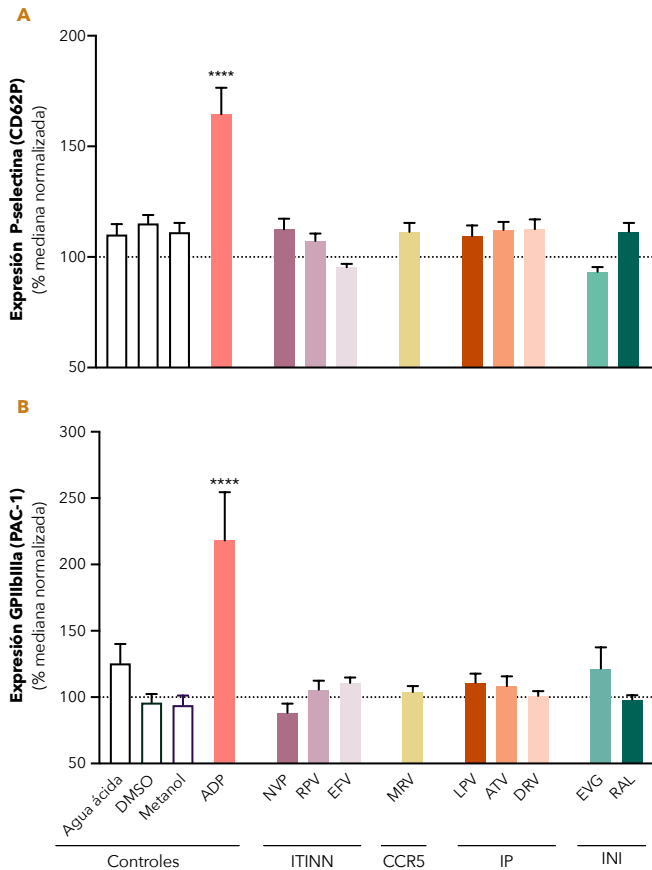 A
Expresión P-selectina (CD62P)
(% mediana normalizada)
200
150
100
50
****
B
Expresión GPIIbIIIa (PAC-1)
(% mediana normalizada)
300
250
200
150
100
50
****
Agua ácida
DMSO
Metanol
ADP
NVP
RPV
EFV
MRV
LPV
ATV
DRV
EVG
RAL
Controles
ITINN
CCR5
IP
INI